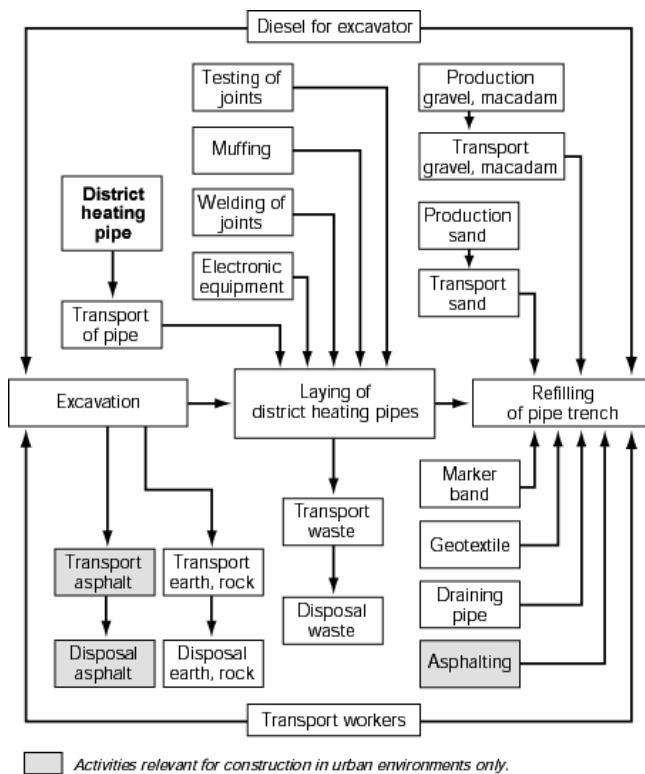 Diesel for excavator
Testing of
joints
Production
gravel, macadam
Muffing
Transport
gravel, macadam
District
heating
pipe
Welding of
joints
Production
sand
Electronic
equipment
Transport
sand
Transport
of pipe
Excavation
Laying of
district heating pipes
Refilling
of pipe trench
Marker
band
Transport
waste
Geotextile
Transport
asphalt
Transport
earth, rock
Draining
pipe
Disposal
waste
Disposal
asphalt
Disposal
earth, rock
Asphalting
Transport workers
Activities relevant for construction in urban environments only.